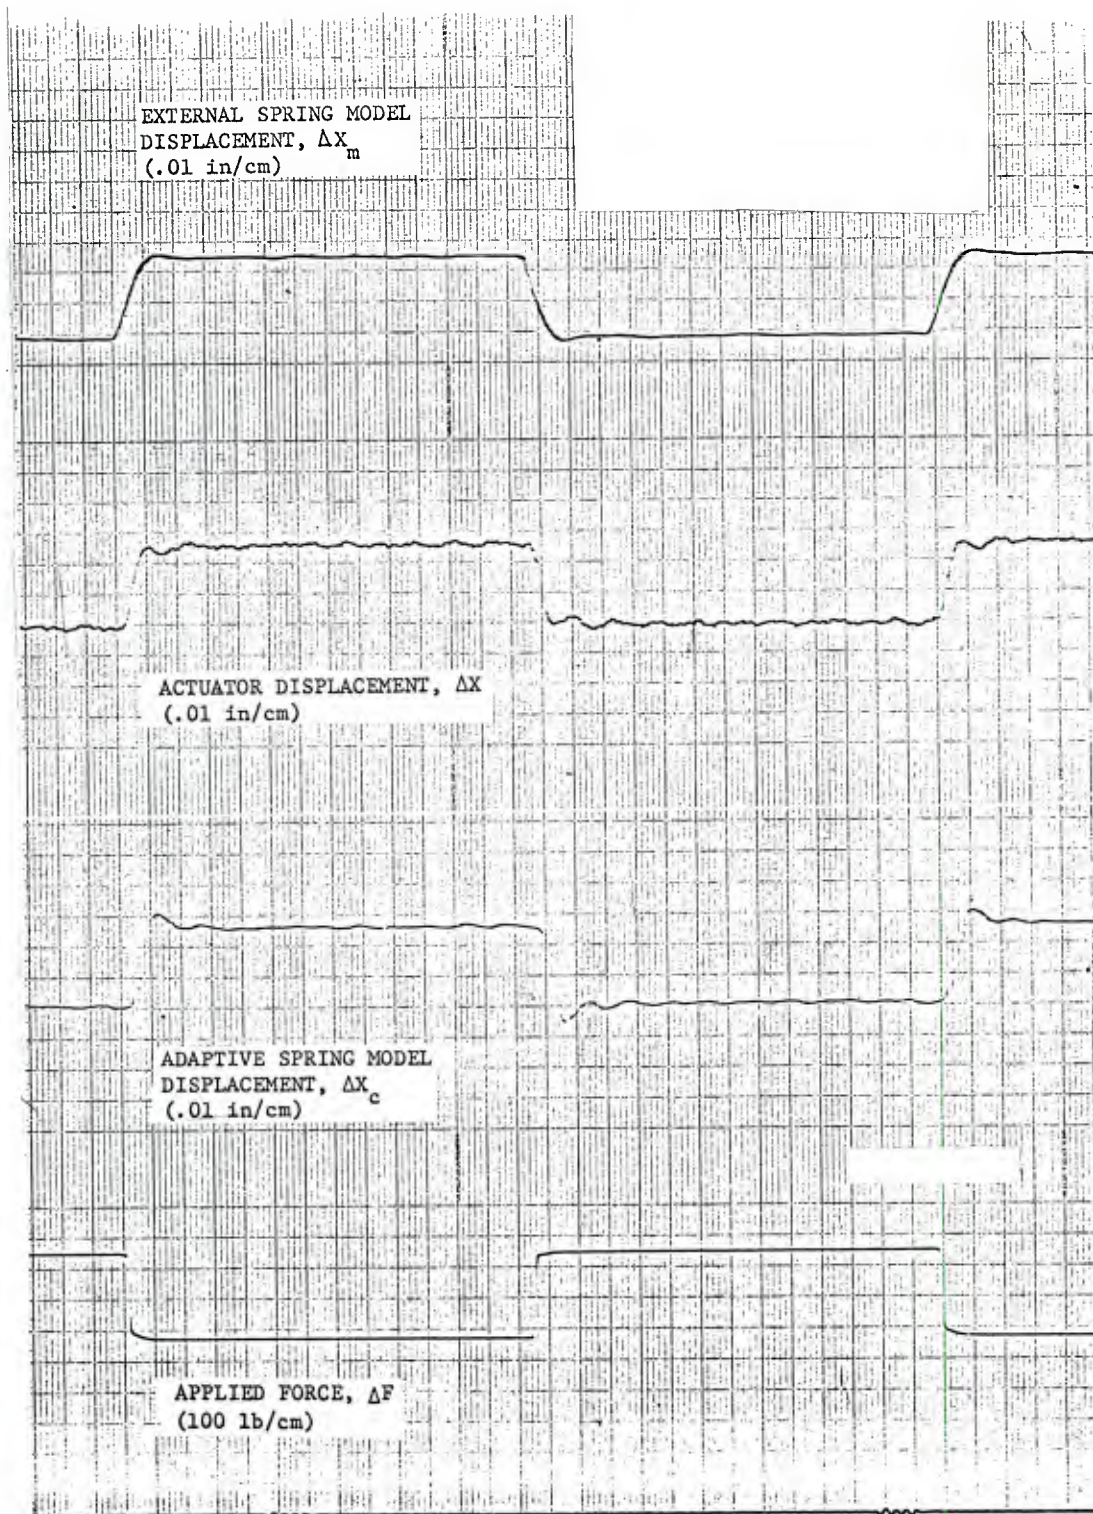 EXTERNAL SPRING MODEL
DISPLACEMENT, ΔX_m
(.01 in/cm)
ACTUATOR DISPLACEMENT, ΔX
(.01 in/cm)
ADAPTIVE SPRING MODEL
DISPLACEMENT, ΔX_c
(.01 in/cm)
APPLIED FORCE, ΔF
(100 lb/cm)